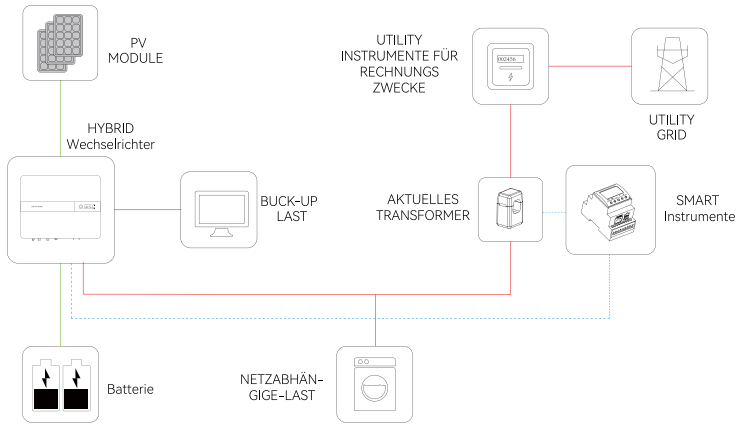 PV
MODULE
UTILITY
INSTRUMENTE FÜR
RECHNUNGS
ZWECKE
002456
UTILITY
GRID
HYBRID
Wechselrichter
BUCK-UP
LAST
AKTUELLES
TRANSFORMER
SMART
Instrumente
Batterie
NETZABHÄN-
GIGE-LAST